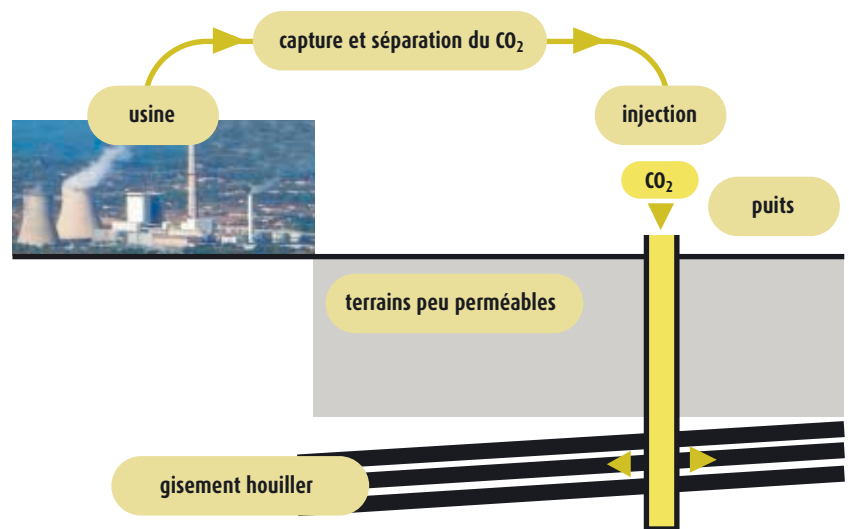 capture et séparation du CO₂
usine
injection
CO₂
puits
terrains peu perméables
gisement houiller